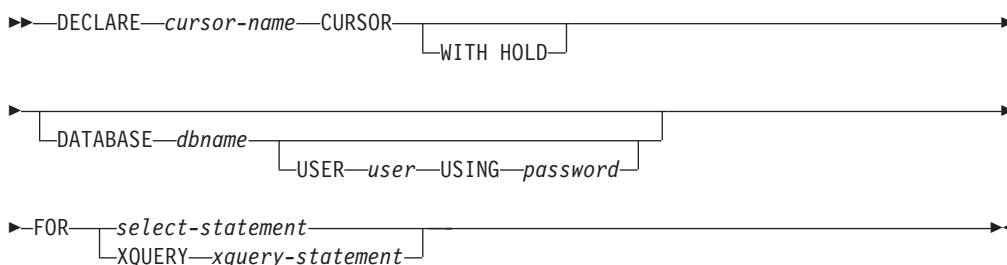 DECLARE cursor-name CURSOR
WITH HOLD
DATABASE dbname
USER user USING password
FOR select-statement
XQUERY xquery-statement